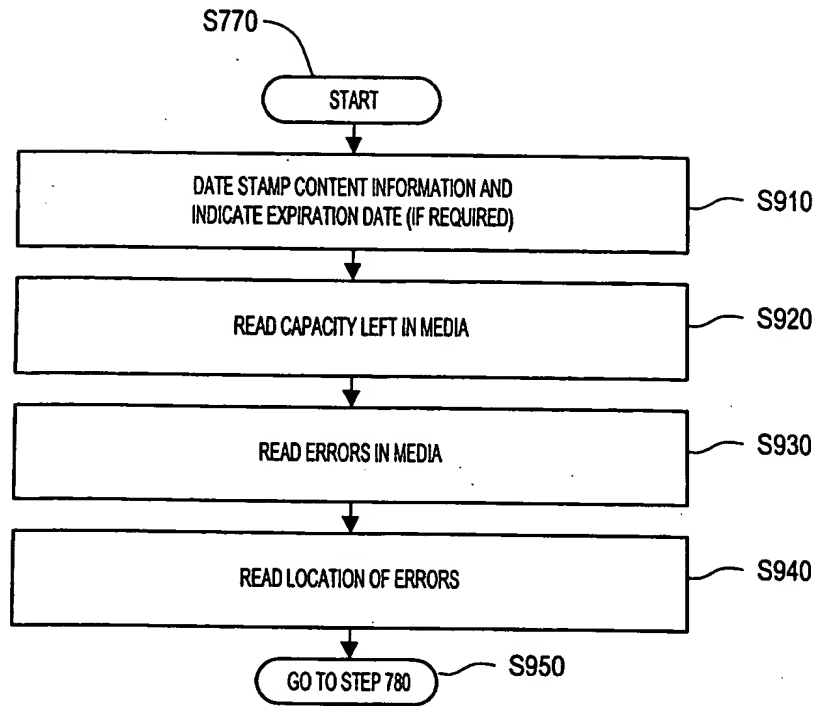 S770
START
DATE STAMP CONTENT INFORMATION AND
INDICATE EXPIRATION DATE (IF REQUIRED)
S910
READ CAPACITY LEFT IN MEDIA
S920
READ ERRORS IN MEDIA
S930
READ LOCATION OF ERRORS
S940
GO TO STEP 780
S950